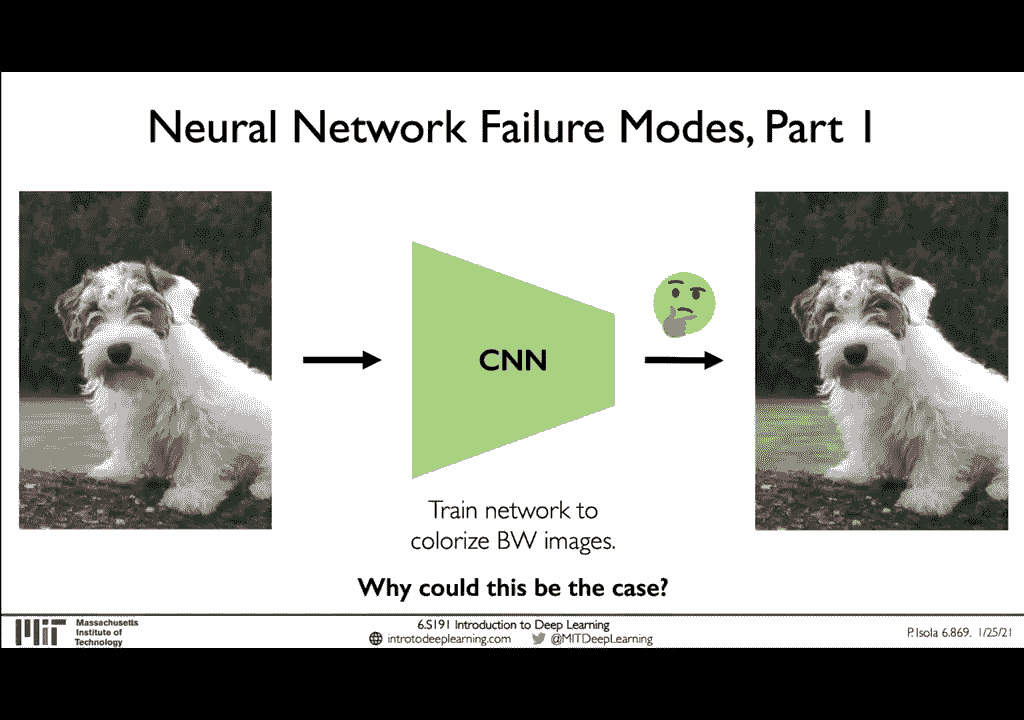 Neural Network Failure Modes, Part 1
CNN
Train network to
colorize BW images.
Why could this be the case?
Massachusetts
Institute of
Technology
6.S191 Introduction to Deep Learning
introtodeeplearning.com @MITDeepLearning
P. Isola 6.869. 1/25/21